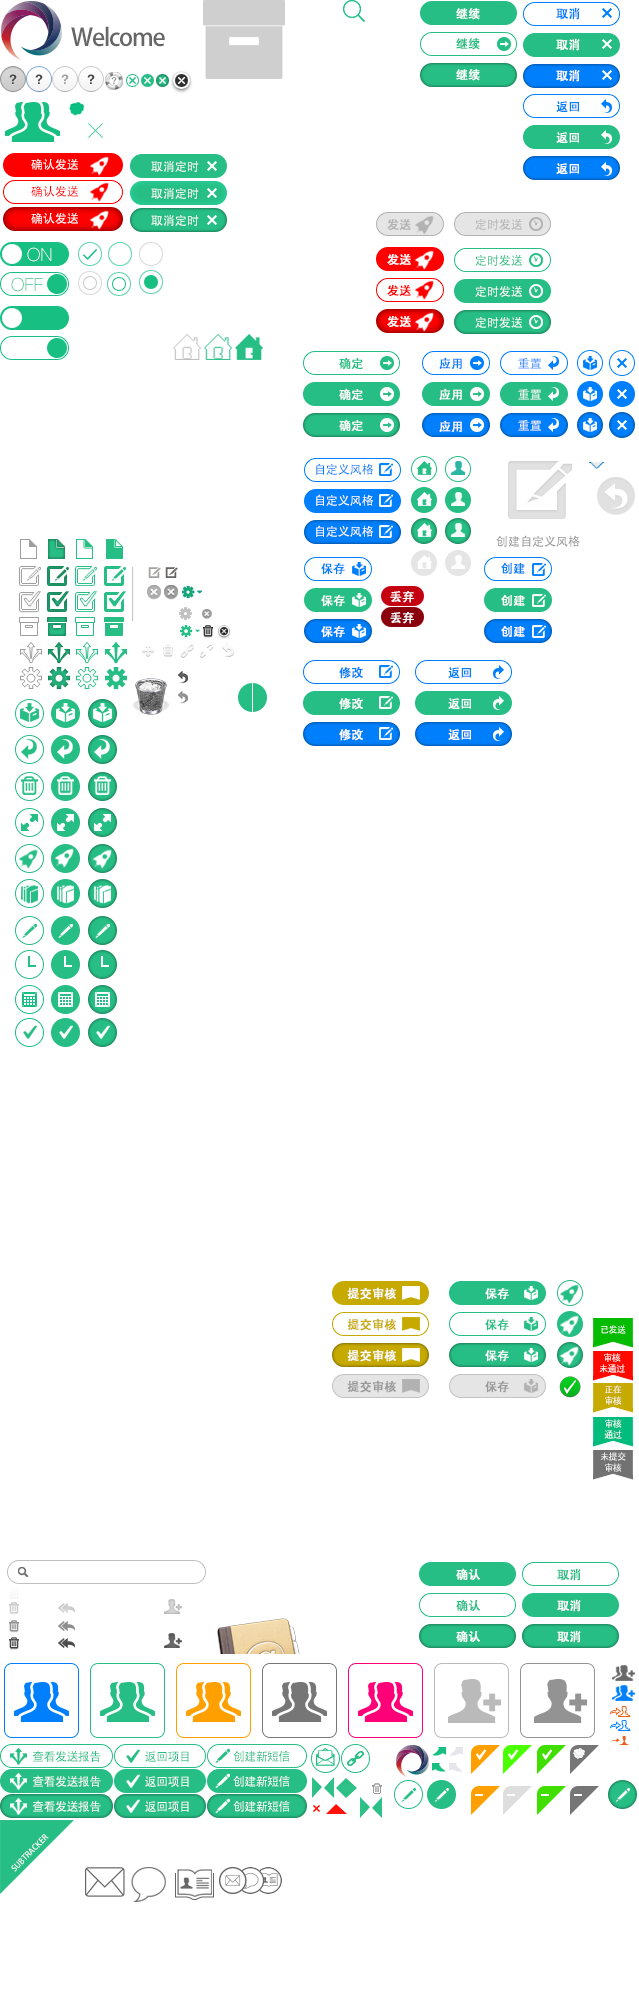 继续
取消
Welcome
继续
取消
继续
取消
? ? ? ? ?
返回
返回
确认发送
取消定时
返回
确认发送
取消定时
确认发送
取消定时
发送
定时发送
ON
发送
定时发送
OFF
发送
定时发送
发送
定时发送
确定
应用
重置
确定
应用
重置
确定
应用
重置
自定义风格
自定义风格
自定义风格
创建自定义风格
保存
创建
保存
丢弃
创建
丢弃
保存
创建
修改
返回
修改
返回
修改
返回
提交审核
保存
提交审核
保存
已发送
提交审核
保存
审核
未通过
提交审核
保存
正在
审核
审核
通过
未提交
审核
确认
取消
确认
取消
确认
取消
查看发送报告
返回项目
创建新短信
查看发送报告
返回项目
创建新短信
查看发送报告
返回项目
创建新短信
SUBTRACKER